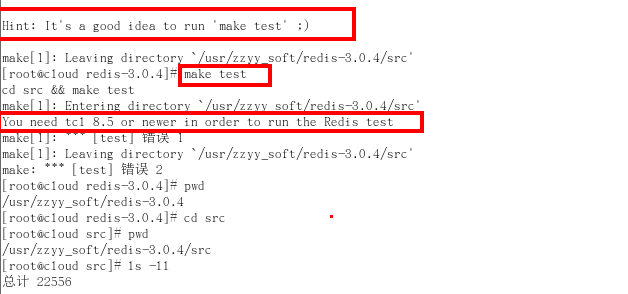 Hint: It's a good idea to run 'make test' ;)
make[1]: Leaving directory `/usr/zzyy_soft/redis-3.0.4/src'
[root@cloud redis-3.0.4]# make test
cd src && make test
make[1]: Entering directory `/usr/zzyy_soft/redis-3.0.4/src'
You need tcl 8.5 or newer in order to run the Redis test
make[1]: *** [test] 错误 1
make[1]: Leaving directory `/usr/zzyy_soft/redis-3.0.4/src'
make: *** [test] 错误 2
[root@cloud redis-3.0.4]# pwd
/usr/zzyy_soft/redis-3.0.4
[root@cloud redis-3.0.4]# cd src
[root@cloud src]# pwd
/usr/zzyy_soft/redis-3.0.4/src
[root@cloud src]# ls -ll
总计 22556